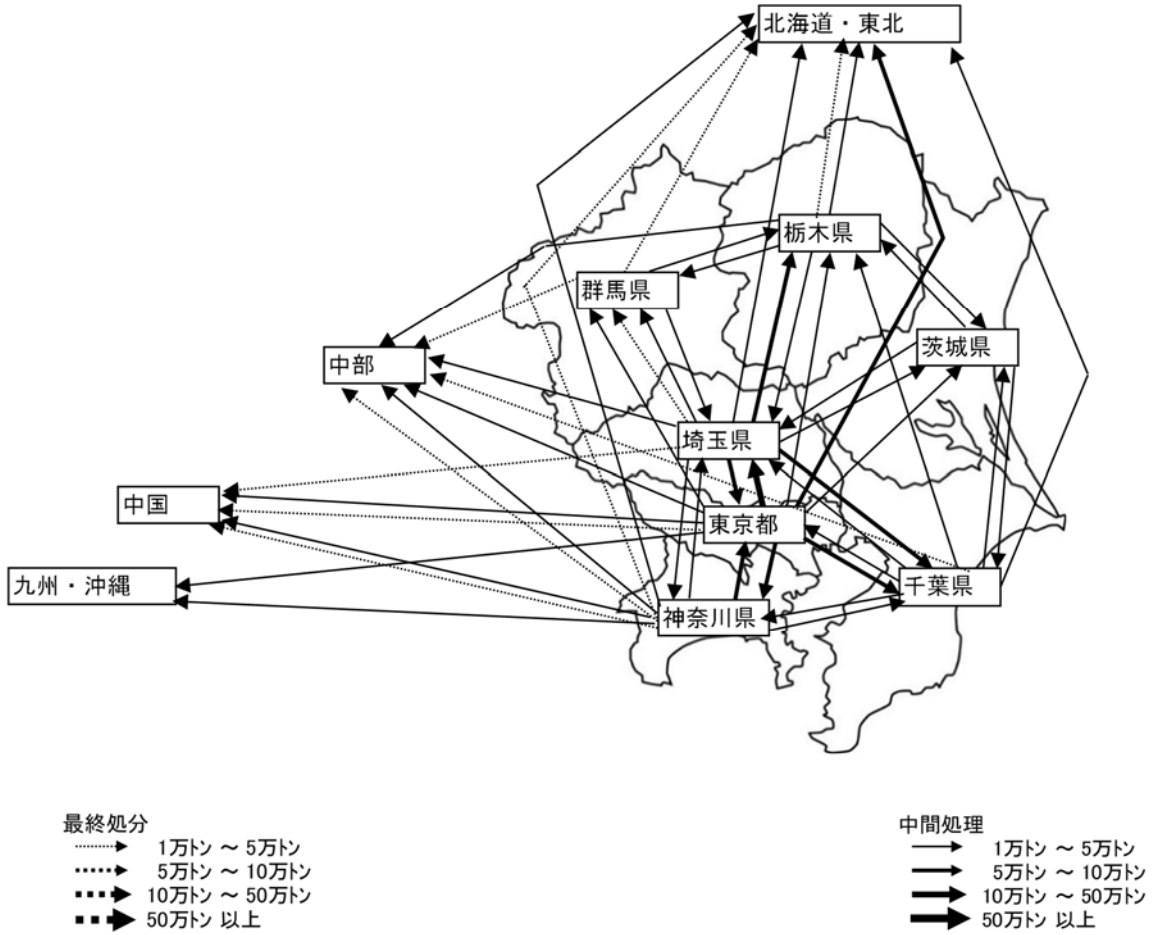 北海道・東北
栃木県
群馬県
茨城県
中部
埼玉県
中国
東京都
九州・沖縄
千葉県
神奈川県
最終処分
1万トン ～ 5万トン
5万トン ～ 10万トン
10万トン ～ 50万トン
50万トン 以上
中間処理
1万トン ～ 5万トン
5万トン ～ 10万トン
10万トン ～ 50万トン
50万トン 以上